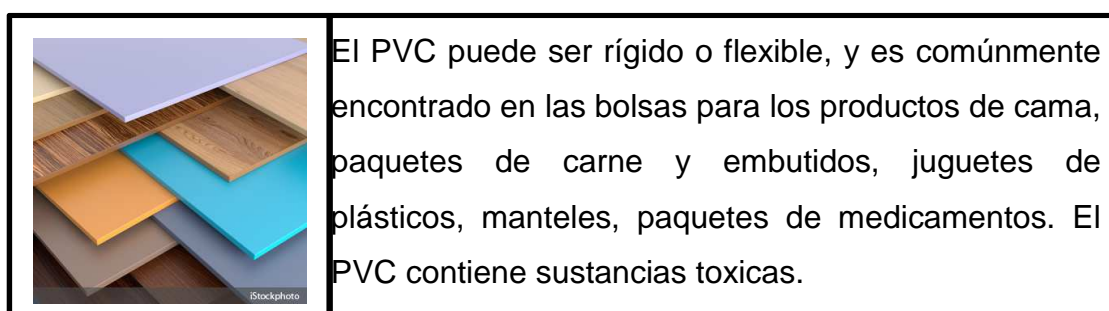 El PVC puede ser rígido o flexible, y es comúnmente
encontrado en las bolsas para los productos de cama,
paquetes de carne y embutidos, juguetes de
plásticos, manteles, paquetes de medicamentos. El
PVC contiene sustancias toxicas.
iStockphoto